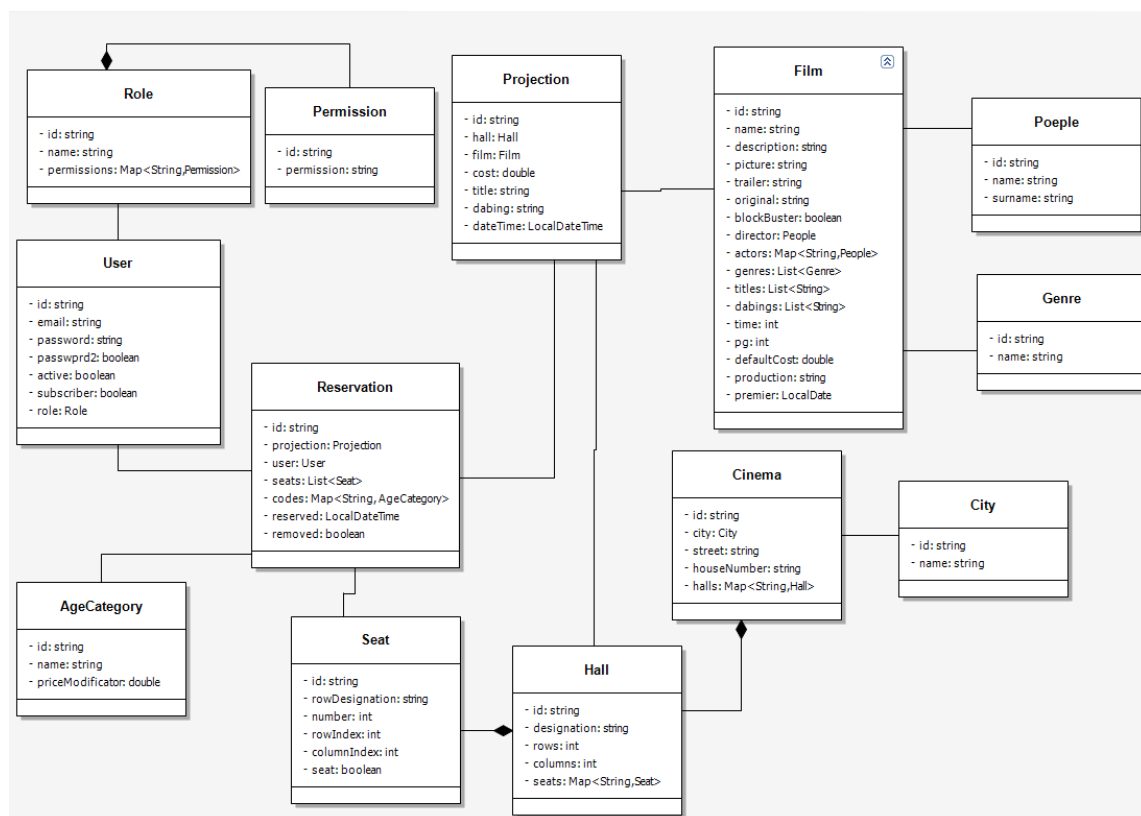 Role
- id: string
- name: string
- permissions: Map<String,Permission>
Permission
- id: string
- permission: string
Projection
- id: string
- hall: Hall
- film: Film
- cost: double
- title: string
- dabing: string
- dateTime: LocalDateTime
Film
- id: string
- name: string
- description: string
- picture: string
- trailer: string
- original: string
- blockBuster: boolean
- director: People
- actors: Map<String,People>
- genres: List<Genre>
- titles: List<String>
- dabings: List<String>
- time: int
- pg: int
- defaultCost: double
- production: string
- premier: LocalDate
Poeple
- id: string
- name: string
- surname: string
User
- id: string
- email: string
- password: string
- passwprd2: boolean
- active: boolean
- subscriber: boolean
- role: Role
Genre
- id: string
- name: string
Reservation
- id: string
- projection: Projection
- user: User
- seats: List<Seat>
- codes: Map<String, AgeCategory>
- reserved: LocalDateTime
- removed: boolean
Cinema
- id: string
- city: City
- street: string
- houseNumber: string
- halls: Map<String,Hall>
City
- id: string
- name: string
AgeCategory
- id: string
- name: string
- priceModificator: double
Seat
- id: string
- rowDesignation: string
- number: int
- rowIndex: int
- columnIndex: int
- seat: boolean
Hall
- id: string
- designation: string
- rows: int
- columns: int
- seats: Map<String,Seat>